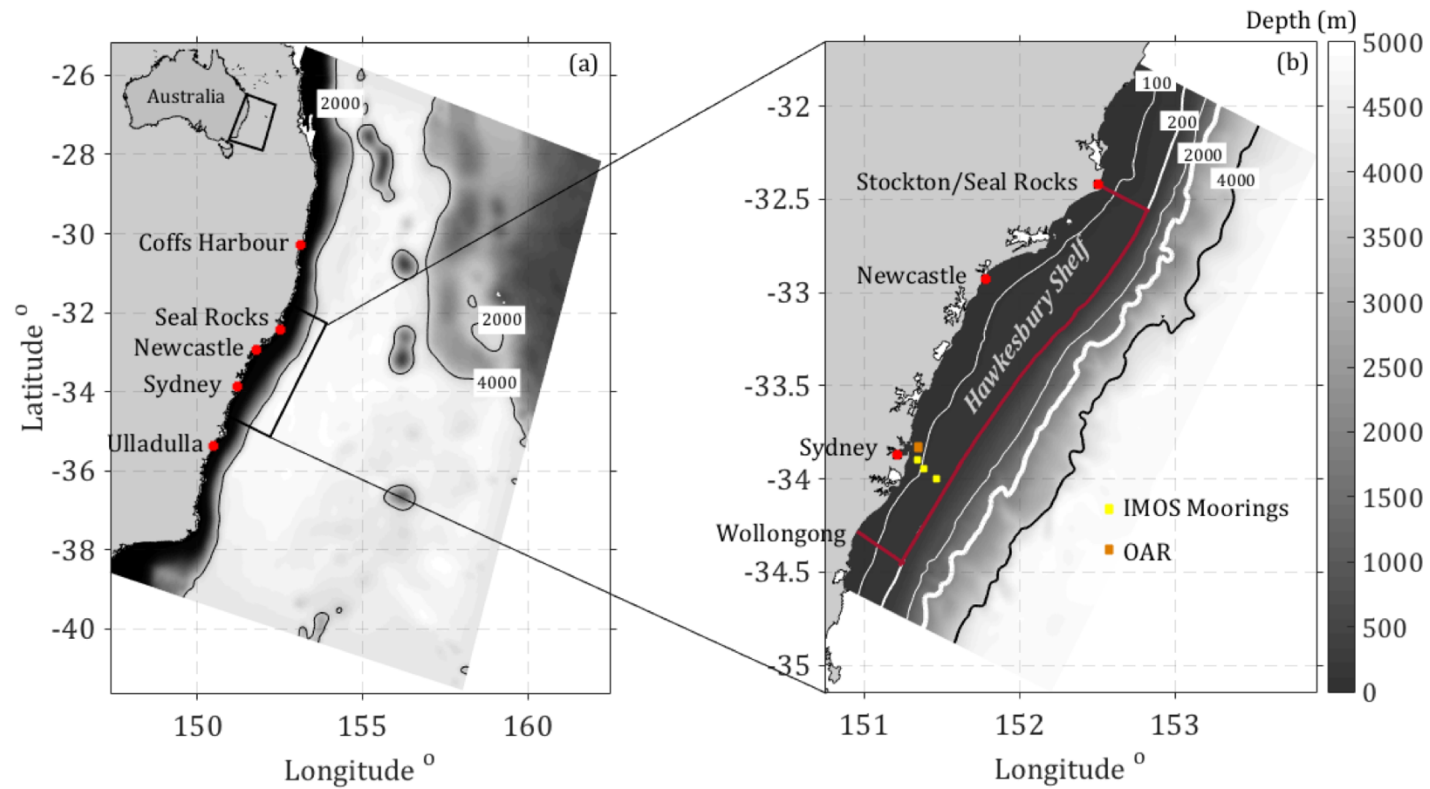 Depth (m)
(a)
-26
-28
-30
-32
-34
-36
-38
-40
Latitude o
Australia
2000
Coffs Harbour
Seal Rocks
Newcastle
Sydney
Ulladulla
2000
4000
150
155
160
Longitude o
(b)
-32
-32.5
-33
-33.5
-34
-34.5
-35
100
200
2000
4000
Stockton/Seal Rocks
Newcastle
Hawkesbury Shelf
Sydney
Wollongong
IMOS Moorings
OAR
151
152
153
Longitude o
5000
4500
4000
3500
3000
2500
2000
1500
1000
500
0